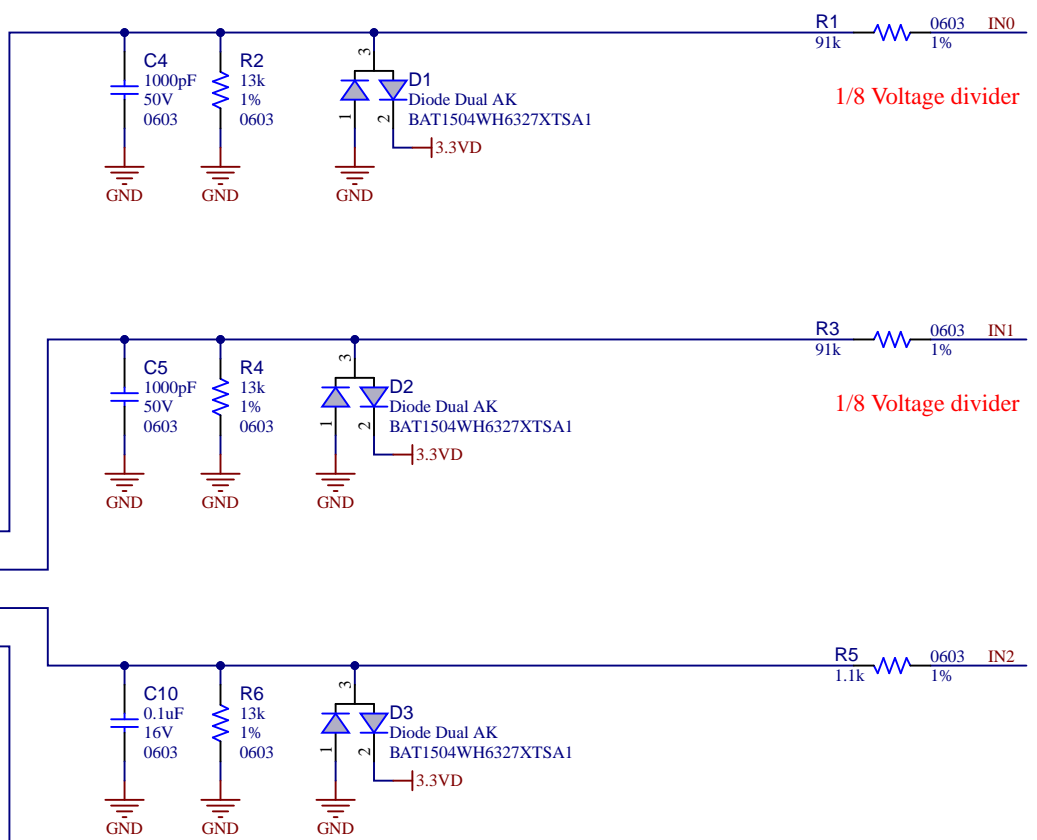 R1
91k
0603
1%
IN0
1/8 Voltage divider
C4
1000pF
50V
0603
R2
13k
1%
0603
3
1
2
D1
Diode Dual AK
BAT1504WH6327XTSA1
3.3VD
GND
GND
GND
R3
91k
0603
1%
IN1
1/8 Voltage divider
C5
1000pF
50V
0603
R4
13k
1%
0603
3
1
2
D2
Diode Dual AK
BAT1504WH6327XTSA1
3.3VD
GND
GND
GND
R5
1.1k
0603
1%
IN2
C10
0.1uF
16V
0603
R6
13k
1%
0603
3
1
2
D3
Diode Dual AK
BAT1504WH6327XTSA1
3.3VD
GND
GND
GND